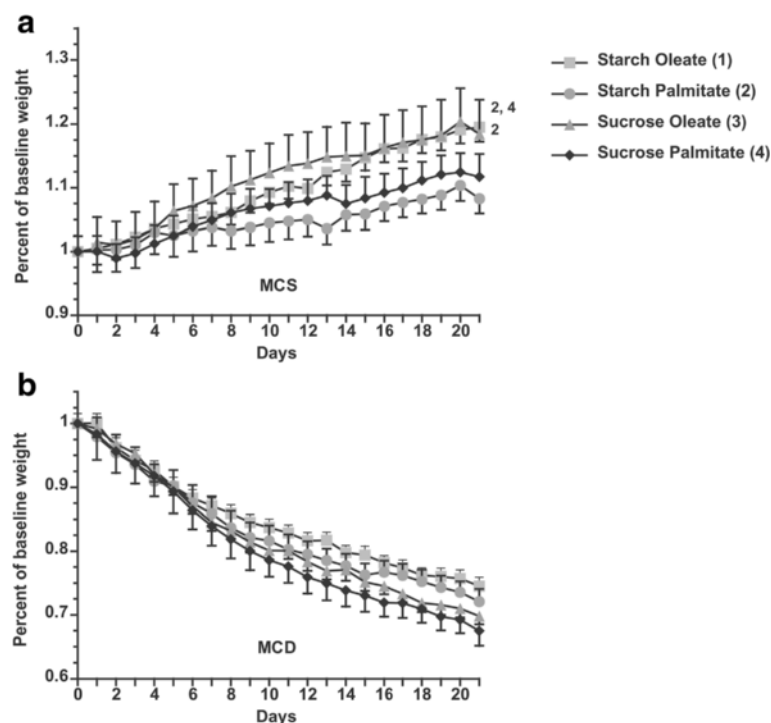 a
Percent of baseline weight
1.3
1.2
1.1
1
0.9
2, 4
2
MCS
0 2 4 6 8 10 12 14 16 18 20
Days
Starch Oleate (1)
Starch Palmitate (2)
Sucrose Oleate (3)
Sucrose Palmitate (4)
b
Percent of baseline weight
1
0.9
0.8
0.7
0.6
MCD
0 2 4 6 8 10 12 14 16 18 20
Days